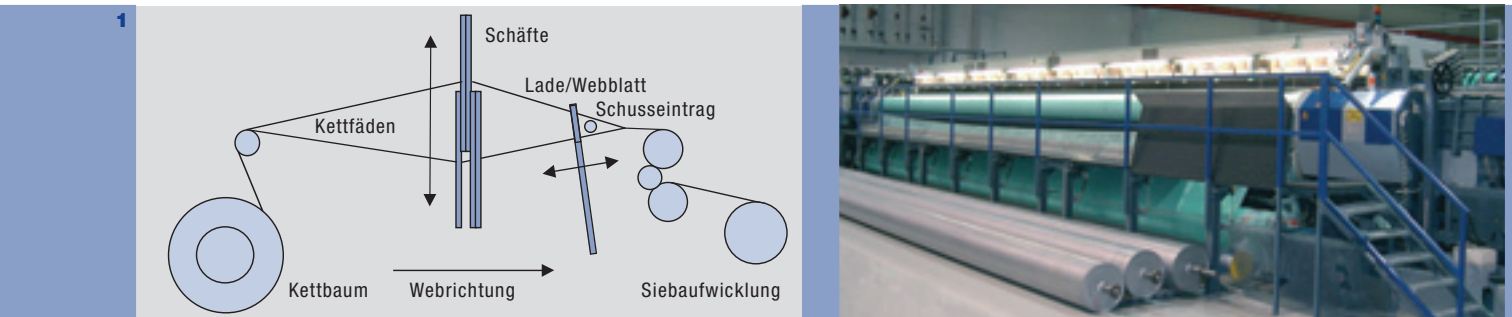 1
Schäfte
Lade/Webblatt
Schusseintrag
Kettfäden
Kettbaum
Webrichtung
Siebaufwicklung